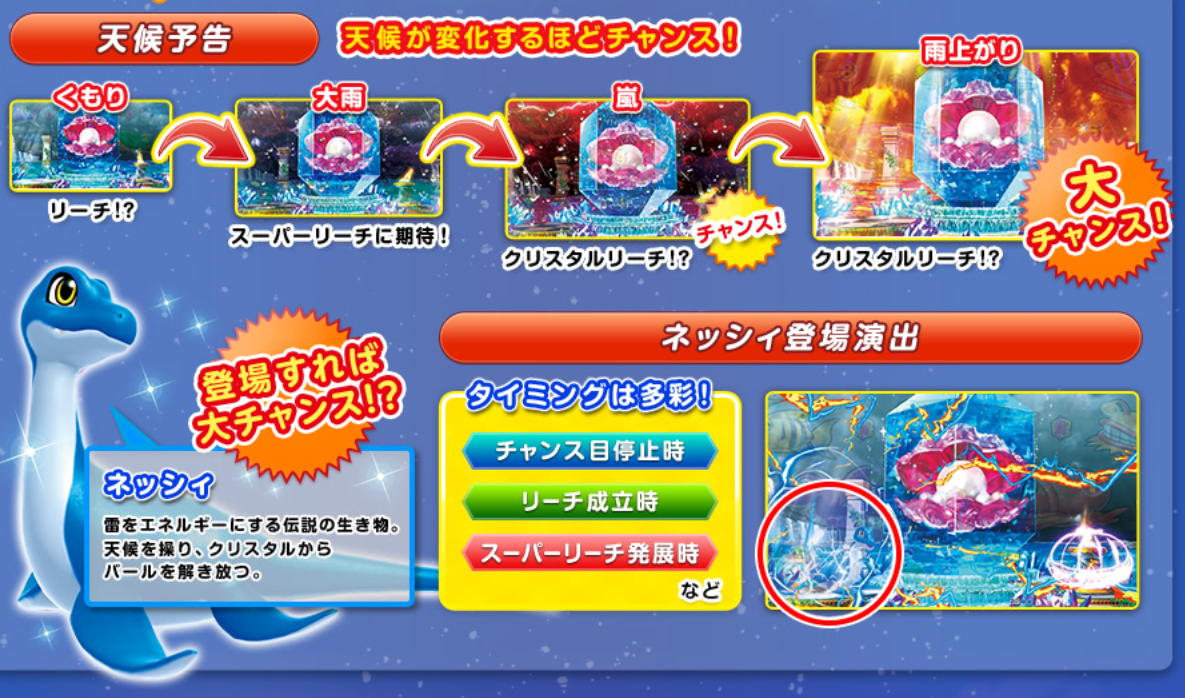 天候予告
天候が変化するほどチャンス!
くもり
大雨
嵐
雨上がり
リーチ!?
スーパーリーチに期待!
チャンス!
クリスタルリーチ!?
大
チャンス!
クリスタルリーチ!?
登場すれば
大チャンス!?
ネッシィ
雷をエネルギーにする伝説の生き物。
天候を操り、クリスタルから
パールを解き放つ。
ネッシィ登場演出
タイミングは多彩!
チャンス目停止時
リーチ成立時
スーパーリーチ発展時
など